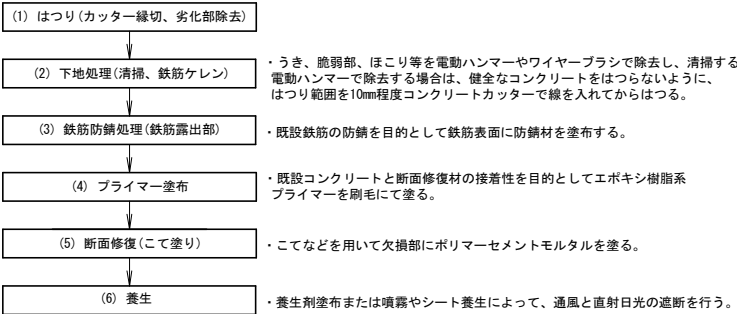 (1) はつり(カッター縁切、劣化部除去)
(2) 下地処理(清掃、鉄筋ケレン)
・うき、脆弱部、ほこり等を電動ハンマーやワイヤーブラシで除去し、清掃する
電動ハンマーで除去する場合は、健全なコンクリートをはつらないように、
はつり範囲を10mm程度コンクリートカッターで線を入れてからはつる。
(3) 鉄筋防錆処理(鉄筋露出部)
・既設鉄筋の防錆を目的として鉄筋表面に防錆材を塗布する。
(4) プライマー塗布
・既設コンクリートと断面修復材の接着性を目的としてエポキシ樹脂系
プライマーを刷毛にて塗る。
(5) 断面修復(こて塗り)
・こてなどを用いて欠損部にポリマーセメントモルタルを塗る。
(6) 養生
・養生剤塗布または噴霧やシート養生によって、通風と直射日光の遮断を行う。